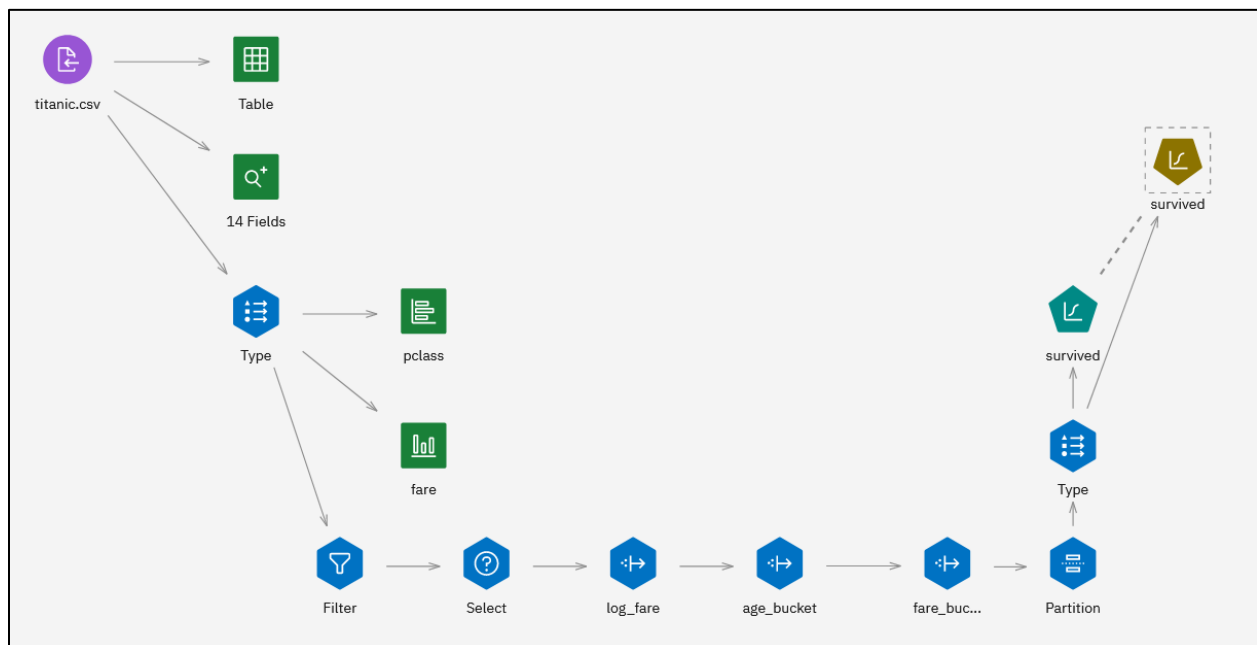 titanic.csv
Table
14 Fields
survived
Type
pclass
survived
fare
Type
Filter
Select
log_fare
age_bucket
fare_buc...
Partition